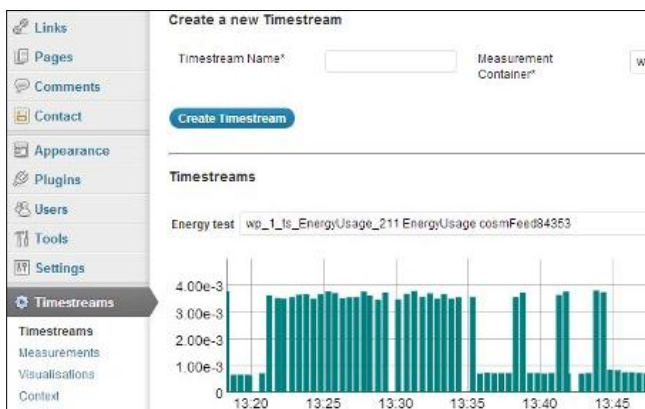 Links
Pages
Comments
Contact
Appearance
Plugins
Users
Tools
Settings
Timestreams
Timestreams
Measurements
Visualisations
Context
Create a new Timestream
Timestream Name*
Measurement
Container*
w
Create Timestream
Timestreams
Energy test wp_1_ts_EnergyUsage_211 EnergyUsage cosmFeed84353
4.00e-3
3.00e-3
2.00e-3
1.00e-3
0
13:20 13:25 13:30 13:35 13:40 13:45